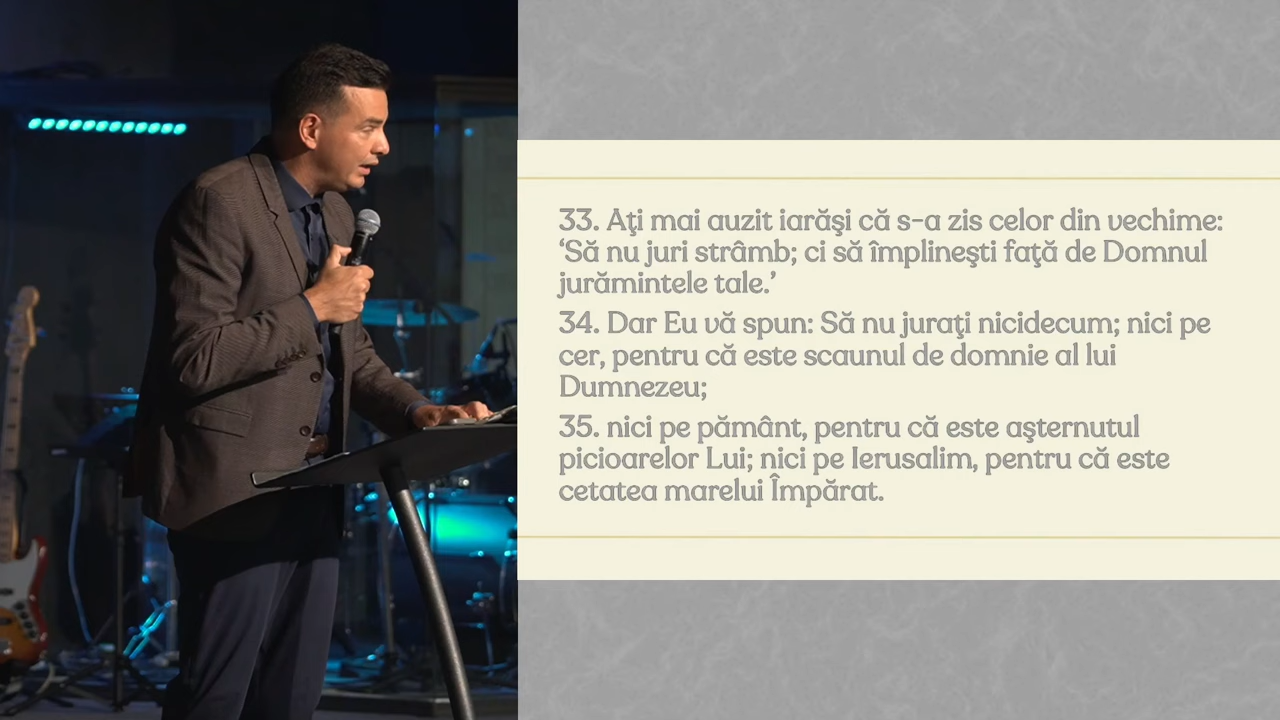 33. Aţi mai auzit iarăşi că s-a zis celor din vechime:
‘Să nu juri strâmb; ci să împlineşti faţă de Domnul
jurămintele tale.’
34. Dar Eu vă spun: Să nu juraţi nicidecum; nici pe
cer, pentru că este scaunul de domnie al lui
Dumnezeu;
35. nici pe pământ, pentru că este aşternutul
picioarelor Lui; nici pe Ierusalim, pentru că este
cetatea marelui Împărat.